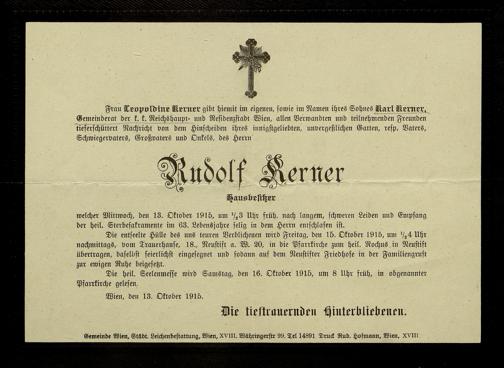 Frau Leopoldine Kerner gibt hiemit im eigenen, sowie im Namen ihres Sohnes Karl Kerner,
Gemeinderat der k. k. Reichshaupt- und Residenzstadt Wien, allen Verwandten und teilnehmenden Freunden
tieferschüttert Nachricht von dem Hinscheiden ihres innigstgeliebten, unvergeßlichen Gatten, resp. Vaters,
Schwiegervaters, Großvaters und Onkels, des Herrn
Rudolf Kerner
Hausbesitzer
welcher Mittwoch, den 13. Oktober 1915, um 1/23 Uhr früh, nach langem, schweren Leiden und Empfang
der heil. Sterbesakramente im 63. Lebensjahre selig in dem Herrn entschlafen ist.
Die entseelte Hülle des uns teuren Verblichenen wird Freitag, den 15. Oktober 1915, um 1/24 Uhr
nachmittags, vom Trauerhause, 18., Neustift a. W. 20, in die Pfarrkirche zum heil. Rochus in Neustift
übertragen, daselbst feierlichst eingesegnet und sodann auf dem Neustifter Friedhofe in der Familiengruft
zur ewigen Ruhe beigesetzt.
Die heil. Seelenmesse wird Samstag, den 16. Oktober 1915, um 8 Uhr früh, in obgenannter
Pfarrkirche gelesen.
Wien, den 13. Oktober 1915.
Die tieftrauernden Hinterbliebenen.
Gemeinde Wien, Städt. Leichenbestattung, Wien, XVIII. Währingerstr. 99. Tel 14891 Druck Rud. Hofmann, Wien, XVIII